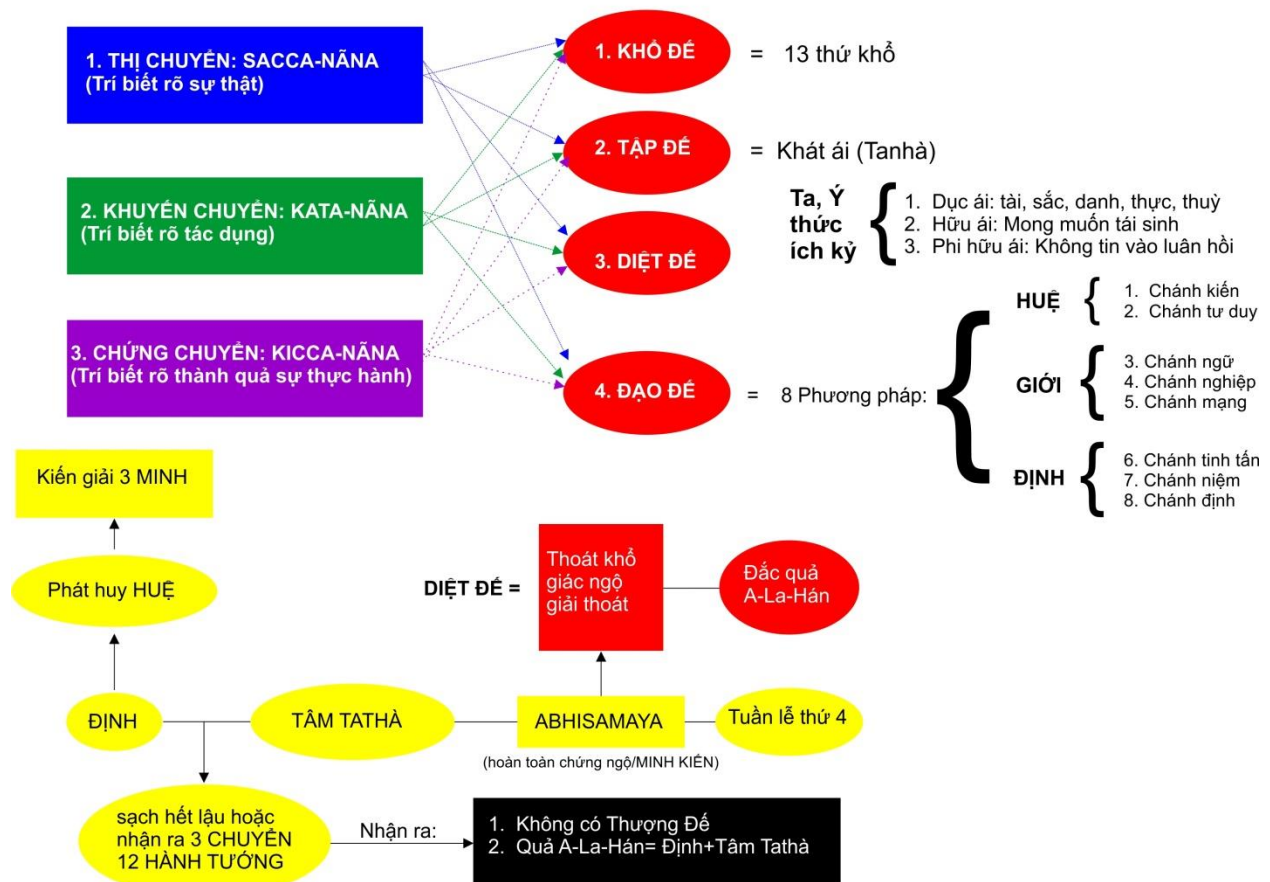 1. THỊ CHUYỂN: SACCA-NÃNA
(Trí biết rõ sự thật)
2. KHUYẾN CHUYỂN: KATA-NÃNA
(Trí biết rõ tác dụng)
3. CHỨNG CHUYỂN: KICCA-NÃNA
(Trí biết rõ thành quả sự thực hành)
1. KHỔ ĐẾ
= 13 thứ khổ
2. TẬP ĐẾ
= Khát ái (Tanhà)
Ta, Ý
thức
ích kỷ
{
1. Dục ái: tài, sắc, danh, thực, thuỳ
2. Hữu ái: Mong muốn tái sinh
3. Phi hữu ái: Không tin vào luân hồi
3. DIỆT ĐẾ
4. ĐẠO ĐẾ
= 8 Phương pháp:
{
HUỆ
{
1. Chánh kiến
2. Chánh tư duy
GIỚI
{
3. Chánh ngữ
4. Chánh nghiệp
5. Chánh mạng
ĐỊNH
{
6. Chánh tinh tấn
7. Chánh niệm
8. Chánh định
Kiến giải 3 MINH
Phát huy HUỆ
ĐỊNH
TÂM TATHÀ
ABHISAMAYA
(hoàn toàn chứng ngộ/MINH KIẾN)
Tuần lễ thứ 4
DIỆT ĐẾ =
Thoát khổ
giác ngộ
giải thoát
Đắc quả
A-La-Hán
sạch hết lậu hoặc
nhận ra 3 CHUYỂN
12 HÀNH TƯỚNG
Nhận ra:
1. Không có Thượng Đế
2. Quả A-La-Hán= Định+Tâm Tathà